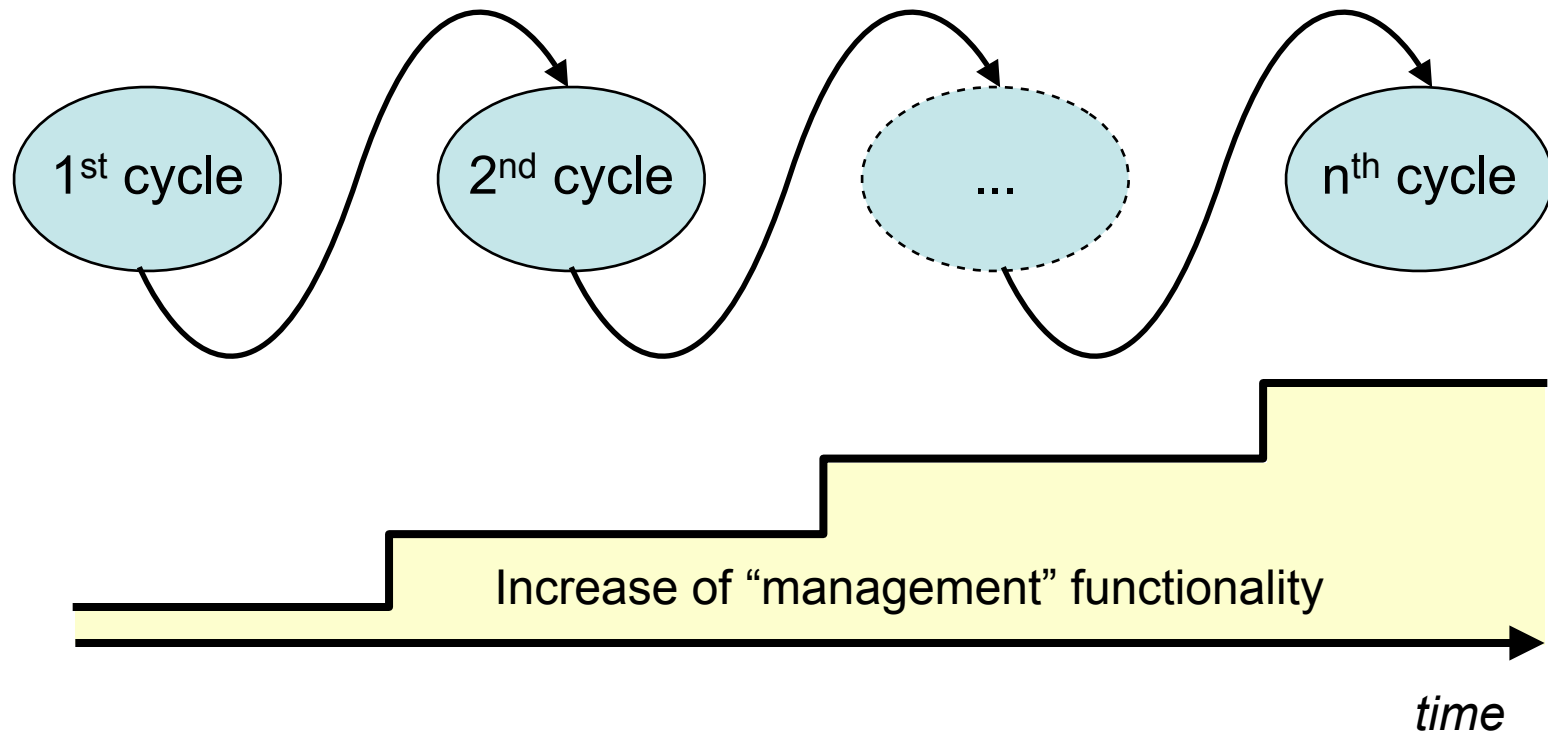 1st cycle
2nd cycle
...
nth cycle
Increase of “management” functionality
time